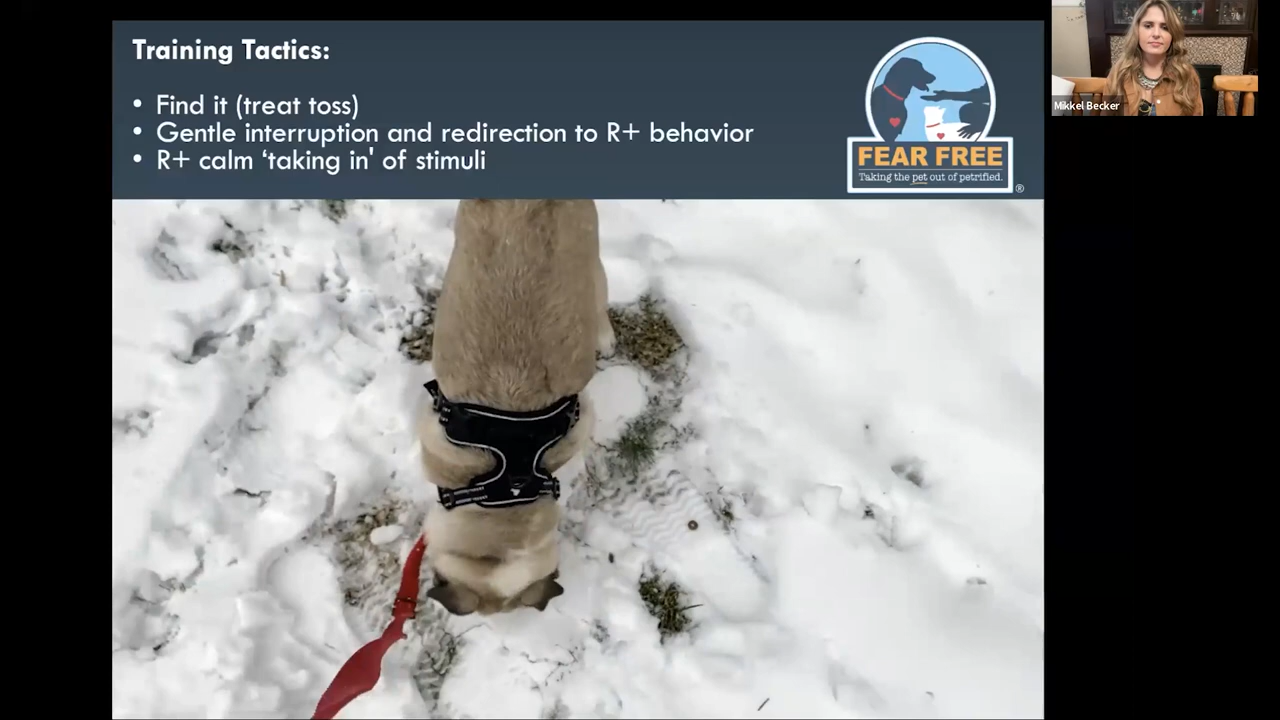 Training Tactics:
• Find it (treat toss)
• Gentle interruption and redirection to R+ behavior
• R+ calm ‘taking in' of stimuli
FEAR FREE
Taking the pet out of petrified.
®
Mikkel Becker